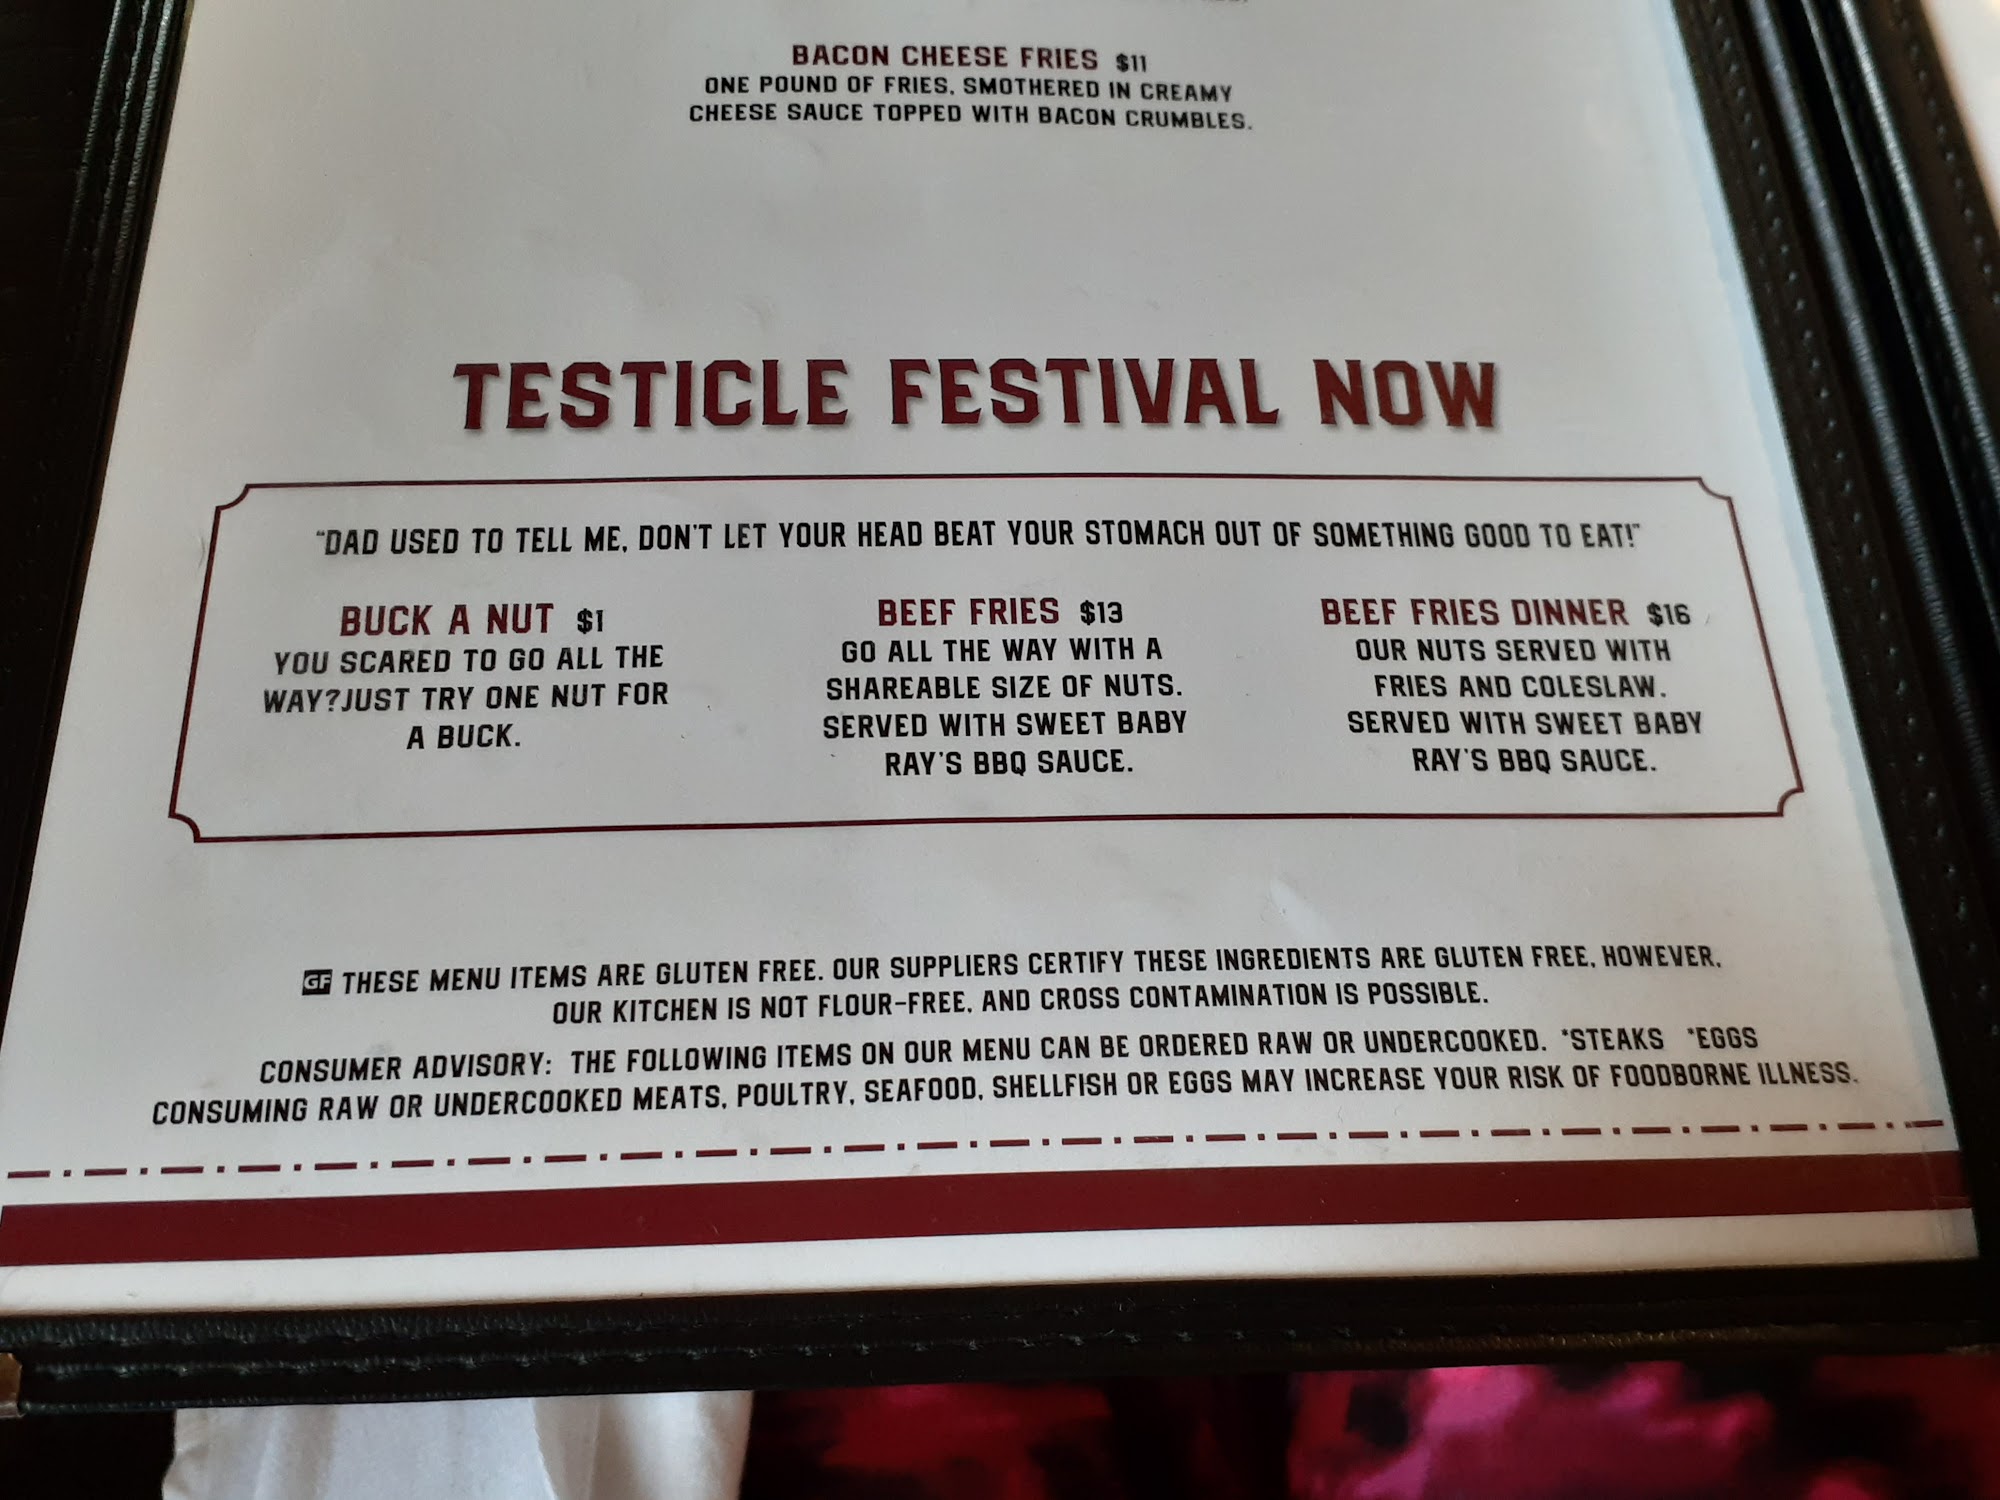 BACON CHEESE FRIES $11
ONE POUND OF FRIES, SMOTHERED IN CREAMY
CHEESE SAUCE TOPPED WITH BACON CRUMBLES.
TESTICLE FESTIVAL NOW
"DAD USED TO TELL ME, DON'T LET YOUR HEAD BEAT YOUR STOMACH OUT OF SOMETHING GOOD TO EAT!"
BUCK A NUT $1
YOU SCARED TO GO ALL THE
WAY?JUST TRY ONE NUT FOR
A BUCK.
BEEF FRIES $13
GO ALL THE WAY WITH A
SHAREABLE SIZE OF NUTS.
SERVED WITH SWEET BABY
RAY'S BBQ SAUCE.
BEEF FRIES DINNER $16
OUR NUTS SERVED WITH
FRIES AND COLESLAW.
SERVED WITH SWEET BABY
RAY'S BBQ SAUCE.
GF THESE MENU ITEMS ARE GLUTEN FREE. OUR SUPPLIERS CERTIFY THESE INGREDIENTS ARE GLUTEN FREE, HOWEVER,
OUR KITCHEN IS NOT FLOUR-FREE, AND CROSS CONTAMINATION IS POSSIBLE.
CONSUMER ADVISORY: THE FOLLOWING ITEMS ON OUR MENU CAN BE ORDERED RAW OR UNDERCOOKED. *STEAKS *EGGS
CONSUMING RAW OR UNDERCOOKED MEATS, POULTRY, SEAFOOD, SHELLFISH OR EGGS MAY INCREASE YOUR RISK OF FOODBORNE ILLNESS.